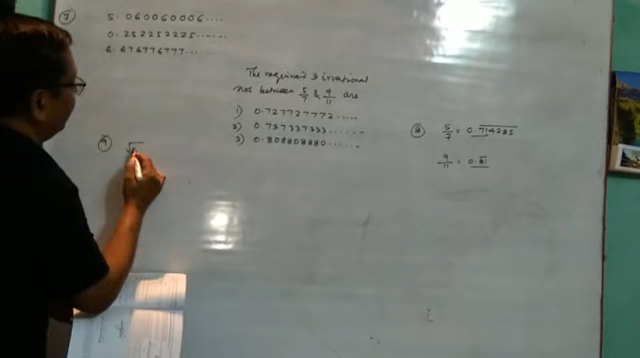 7) 5.060060006....
0.252252225......
6.676776777......
The required 3 irrational
nos between 5/7 & 9/11 are
1) 0.727727772.....
2) 0.737337333......
3) 0.808808880......
8) 5/7 = 0.714285
9/11 = 0.81
9) √